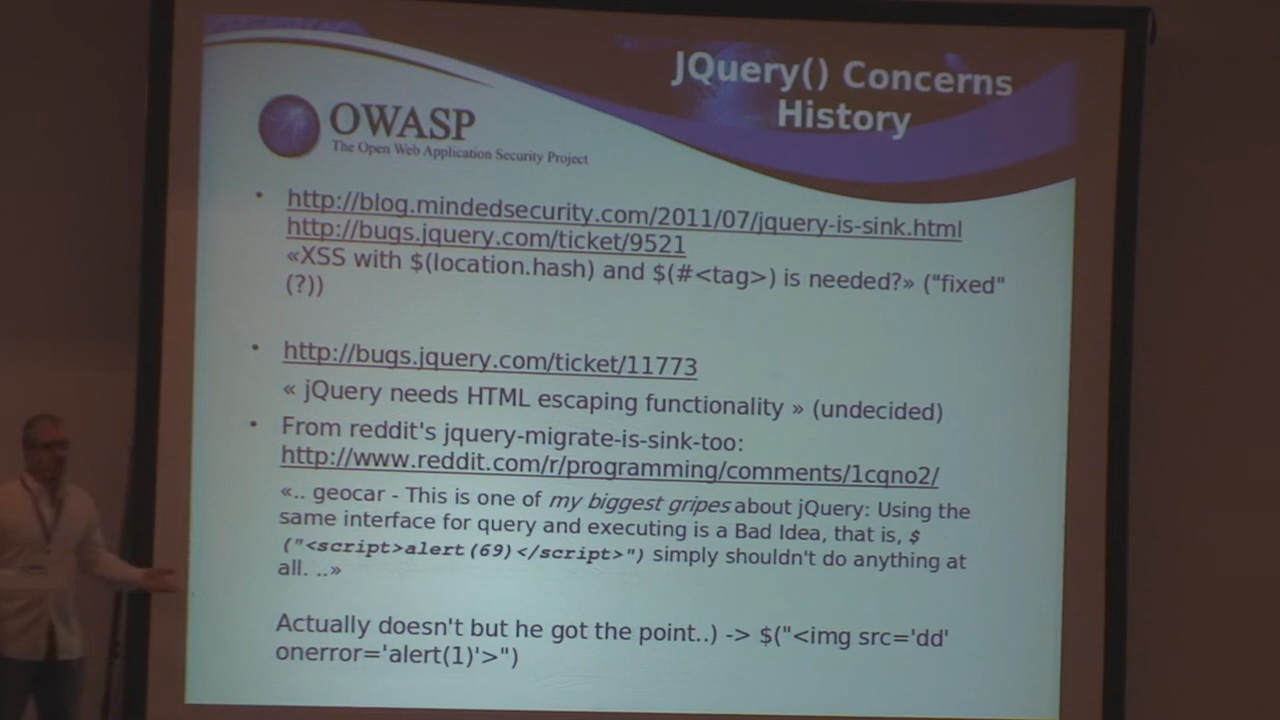 JQuery() Concerns
History
OWASP
The Open Web Application Security Project
• http://blog.mindedsecurity.com/2011/07/jquery-is-sink.html
http://bugs.jquery.com/ticket/9521
«XSS with $(location.hash) and $(#<tag>) is needed?» ("fixed"
(?))
• http://bugs.jquery.com/ticket/11773
« jQuery needs HTML escaping functionality » (undecided)
• From reddit's jquery-migrate-is-sink-too:
http://www.reddit.com/r/programming/comments/1cqno2/
«.. geocar - This is one of my biggest gripes about jQuery: Using the
same interface for query and executing is a Bad Idea, that is, $
("<script>alert(69)</script>") simply shouldn't do anything at
all. ..»
Actually doesn't but he got the point..) -> $("<img src='dd'
onerror='alert(1)'>")